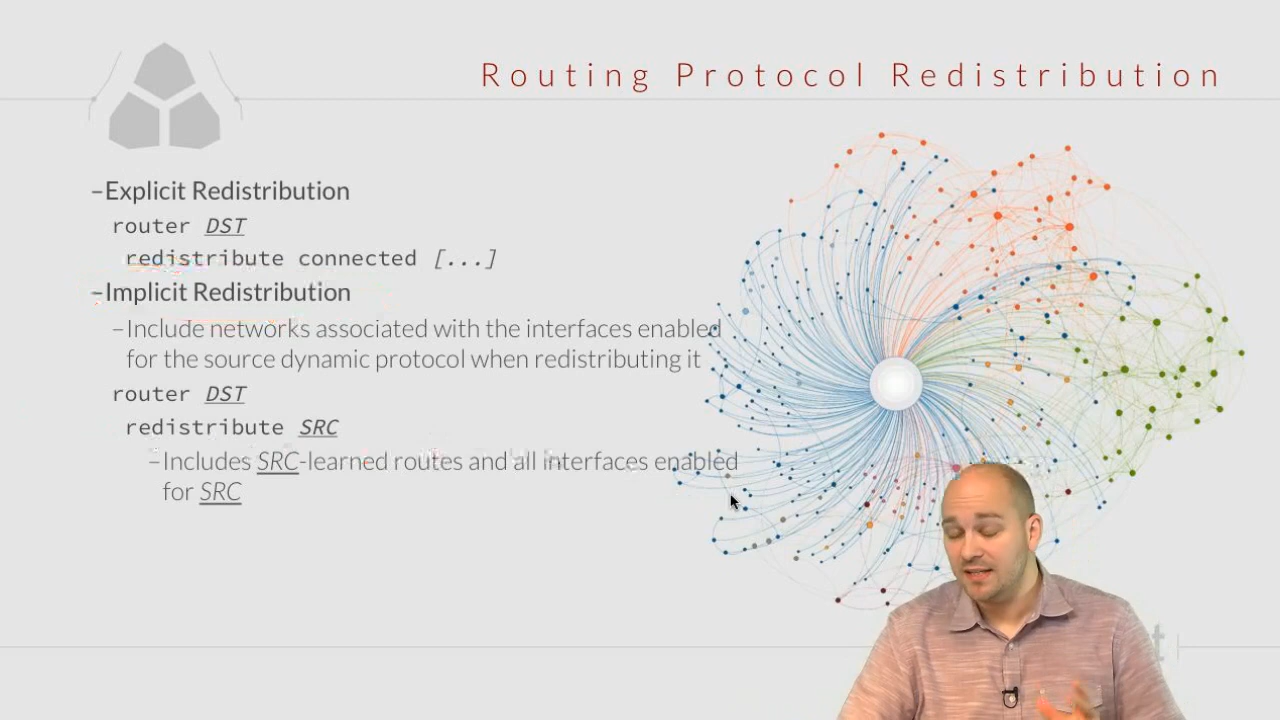 Routing Protocol Redistribution
–Explicit Redistribution
router DST
redistribute connected [...]
–Implicit Redistribution
–Include networks associated with the interfaces enabled
for the source dynamic protocol when redistributing it
router DST
redistribute SRC
–Includes SRC-learned routes and all interfaces enabled
for SRC